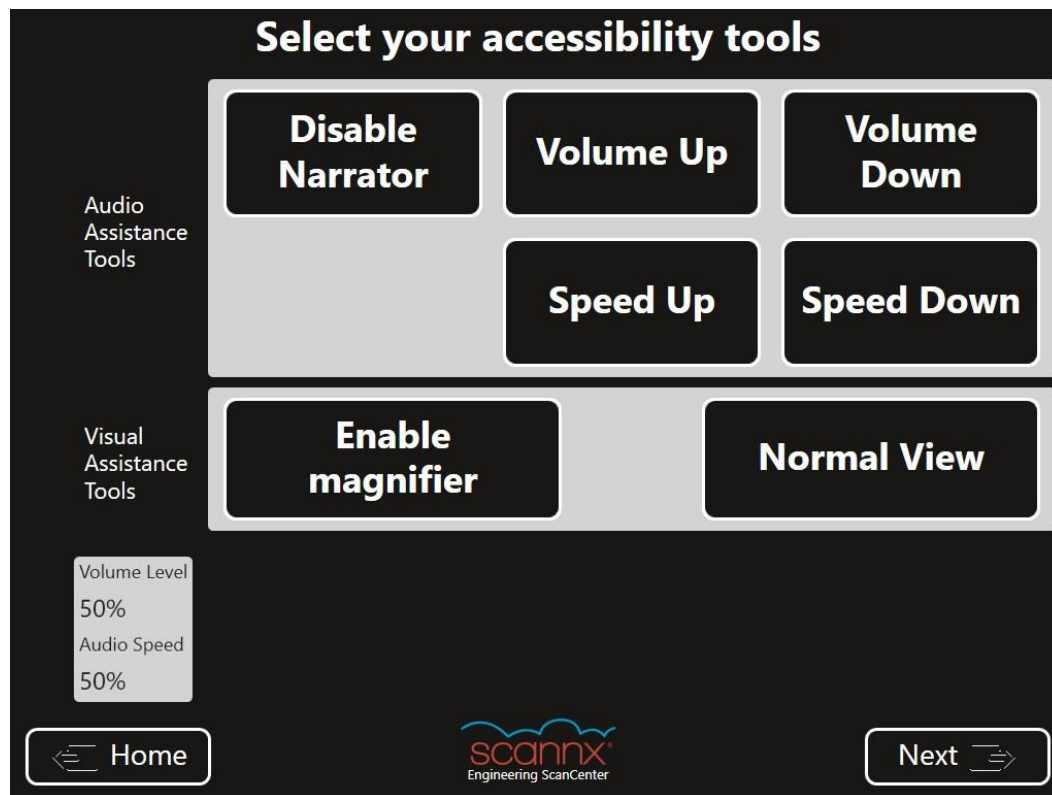 Select your accessibility tools
Audio
Assistance
Tools
Disable
Narrator
Volume Up
Volume
Down
Speed Up
Speed Down
Visual
Assistance
Tools
Enable
magnifier
Normal View
Volume Level
50%
Audio Speed
50%
Home
scannx
Engineering ScanCenter
Next